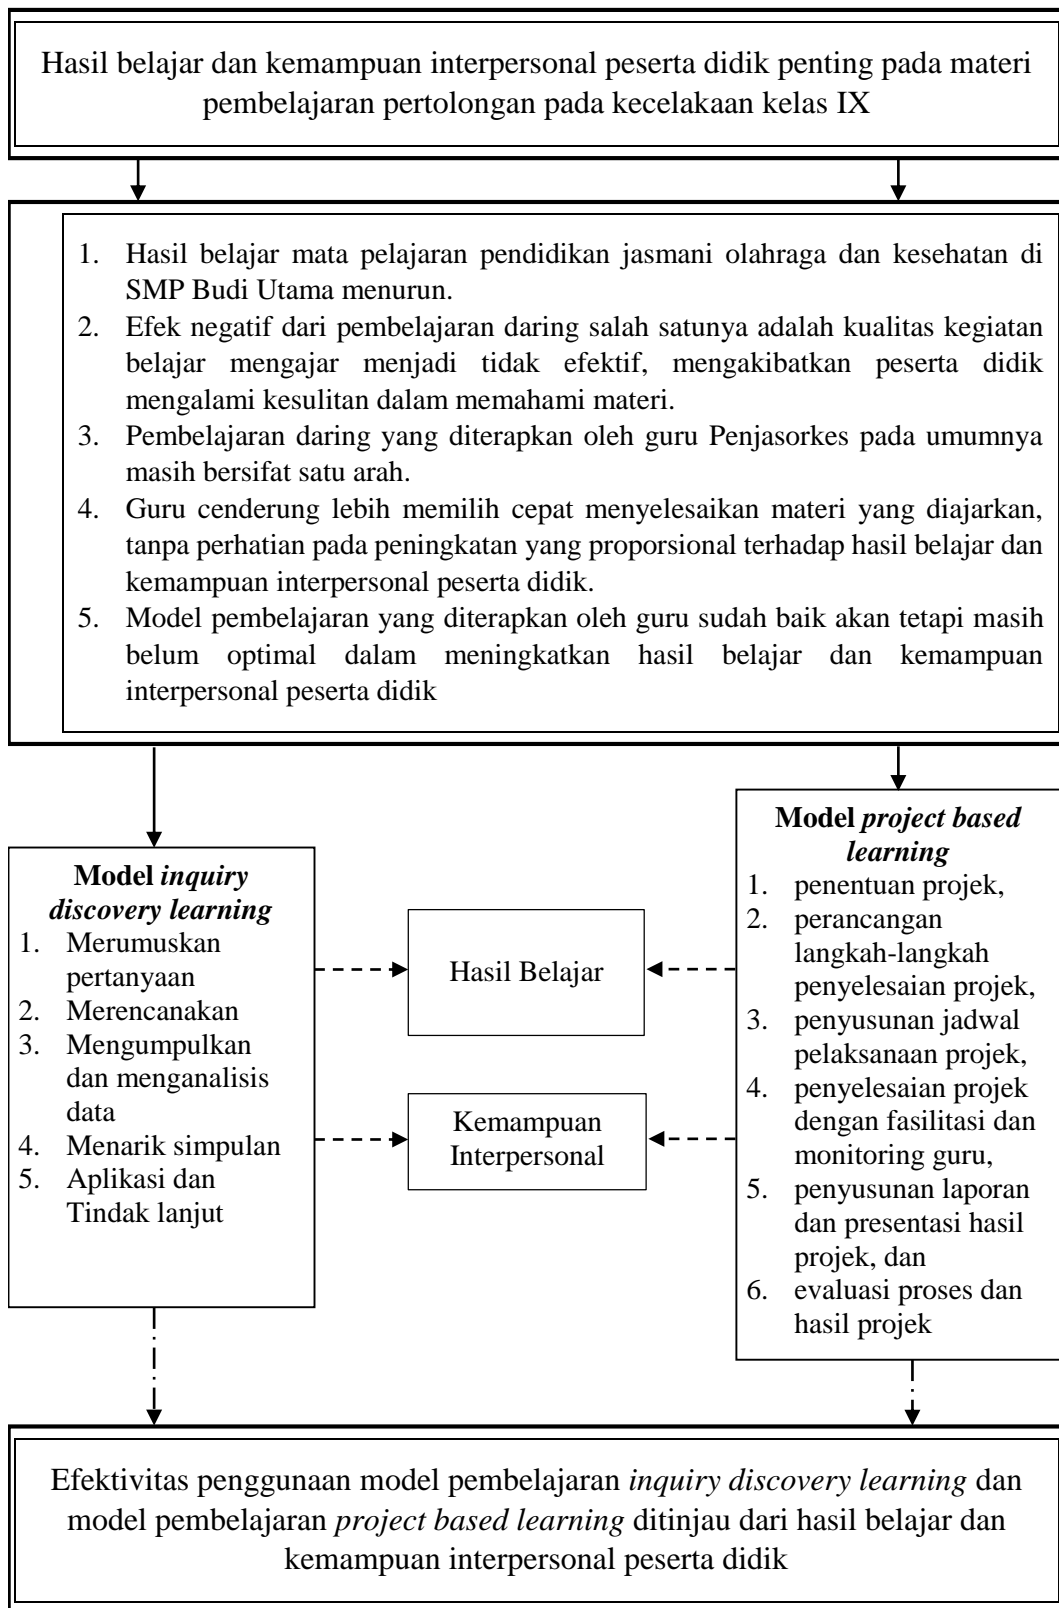 Hasil belajar dan kemampuan interpersonal peserta didik penting pada materi
pembelajaran pertolongan pada kecelakaan kelas IX
1. Hasil belajar mata pelajaran pendidikan jasmani olahraga dan kesehatan di
SMP Budi Utama menurun.
2. Efek negatif dari pembelajaran daring salah satunya adalah kualitas kegiatan
belajar mengajar menjadi tidak efektif, mengakibatkan peserta didik
mengalami kesulitan dalam memahami materi.
3. Pembelajaran daring yang diterapkan oleh guru Penjasorkes pada umumnya
masih bersifat satu arah.
4. Guru cenderung lebih memilih cepat menyelesaikan materi yang diajarkan,
tanpa perhatian pada peningkatan yang proporsional terhadap hasil belajar dan
kemampuan interpersonal peserta didik.
5. Model pembelajaran yang diterapkan oleh guru sudah baik akan tetapi masih
belum optimal dalam meningkatkan hasil belajar dan kemampuan
interpersonal peserta didik
Model inquiry
discovery learning
1. Merumuskan
pertanyaan
2. Merencanakan
3. Mengumpulkan
dan menganalisis
data
4. Menarik simpulan
5. Aplikasi dan
Tindak lanjut
Hasil Belajar
Kemampuan
Interpersonal
Model project based
learning
1. penentuan projek,
2. perancangan
langkah-langkah
penyelesaian projek,
3. penyusunan jadwal
pelaksanaan projek,
4. penyelesaian projek
dengan fasilitasi dan
monitoring guru,
5. penyusunan laporan
dan presentasi hasil
projek, dan
6. evaluasi proses dan
hasil projek
Efektivitas penggunaan model pembelajaran inquiry discovery learning dan
model pembelajaran project based learning ditinjau dari hasil belajar dan
kemampuan interpersonal peserta didik